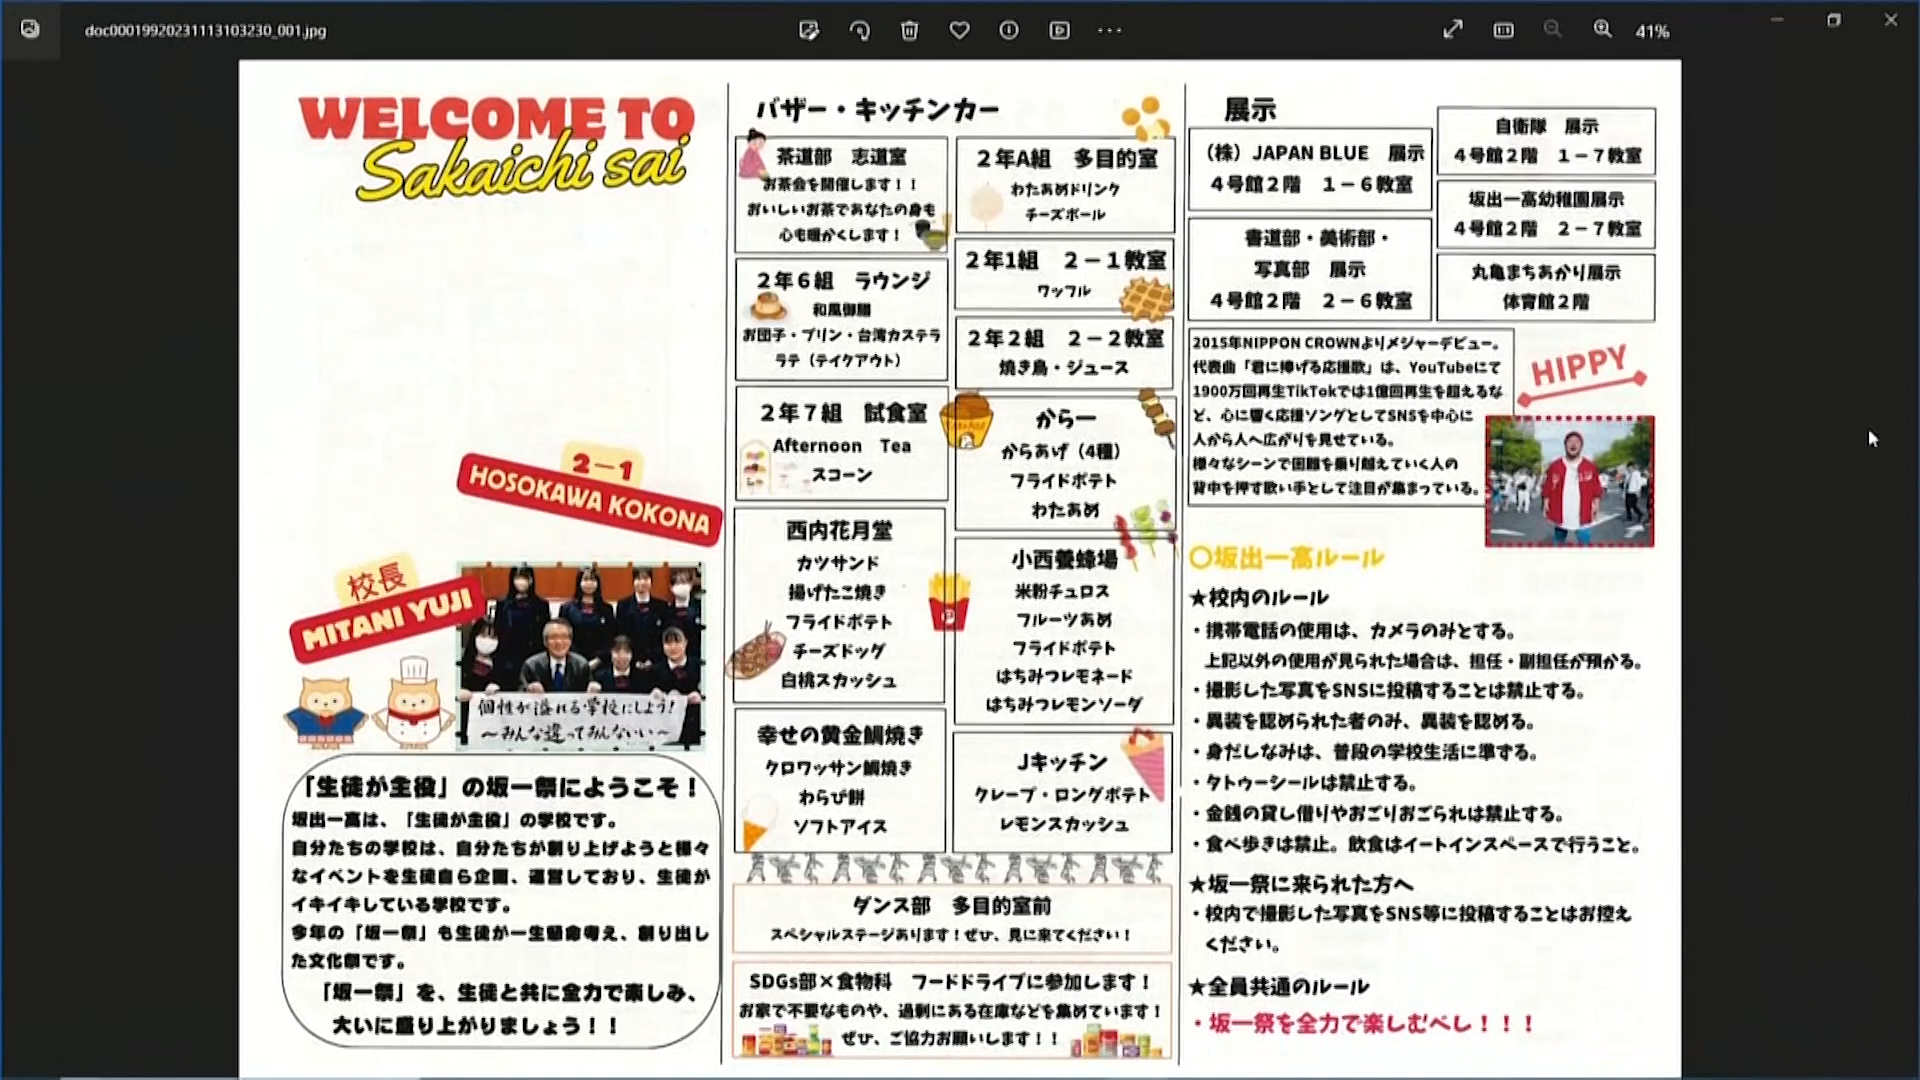 doc00019920231113103230_001.jpg
41%
WELCOME TO
Sakaichi sai
2－1
HOSOKAWA KOKONA
校長
MITANI YUJI
個性が溢れる学校にしよう!
～みんな違ってみんないい～
「生徒が主役」の坂一祭にようこそ！
坂出一高は、「生徒が主役」の学校です。
自分たちの学校は、自分たちが創り上げようと様々
なイベントを生徒自ら企画、運営しており、生徒が
イキイキしている学校です。
今年の「坂一祭」も生徒が一生懸命考え、創り出し
た文化祭です。
「坂一祭」を、生徒と共に全力で楽しみ、
大いに盛り上がりましょう！！
バザー・キッチンカー
茶道部　志道室
お茶会を開催します！！
おいしいお茶であなたの身も
心も暖かくします！
２年６組　ラウンジ
和風御膳
お団子・プリン・台湾カステラ
ラテ（テイクアウト）
２年７組　試食室
Afternoon　Tea
スコーン
西内花月堂
カツサンド
揚げたこ焼き
フライドポテト
チーズドッグ
白桃スカッシュ
幸せの黄金鯛焼き
クロワッサン鯛焼き
わらび餅
ソフトアイス
２年A組　多目的室
わたあめドリンク
チーズボール
２年1組　２－１教室
ワッフル
２年２組　２－２教室
焼き鳥・ジュース
からー
からあげ（4種）
フライドポテト
わたあめ
小西養蜂場
米粉チュロス
フルーツあめ
フライドポテト
はちみつレモネード
はちみつレモンソーダ
Jキッチン
クレープ・ロングポテト
レモンスカッシュ
ダンス部　多目的室前
スペシャルステージあります！ぜひ、見に来てください！
SDGs部×食物科　フードドライブに参加します！
お家で不要なものや、過剰にある在庫などを集めています！
ぜひ、ご協力お願いします！！
展示
（株）JAPAN BLUE　展示
４号館２階　１－６教室
書道部・美術部・
写真部　展示
４号館２階　２－６教室
自衛隊　展示
４号館２階　１－７教室
坂出一高幼稚園展示
４号館２階　２－７教室
丸亀まちあかり展示
体育館２階
2015年NIPPON CROWNよりメジャーデビュー。
代表曲「君に捧げる応援歌」は、YouTubeにて
1900万回再生TikTokでは1億回再生を超えるな
ど、心に響く応援ソングとしてSNSを中心に
人から人へ広がりを見せている。
様々なシーンで困難を乗り越えていく人の
背中を押す歌い手として注目が集まっている。
HIPPY
〇坂出一高ルール
★校内のルール
・携帯電話の使用は、カメラのみとする。
上記以外の使用が見られた場合は、担任・副担任が預かる。
・撮影した写真をSNSに投稿することは禁止する。
・異装を認められた者のみ、異装を認める。
・身だしなみは、普段の学校生活に準ずる。
・タトゥーシールは禁止する。
・金銭の貸し借りやおごりおごられは禁止する。
・食べ歩きは禁止。飲食はイートインスペースで行うこと。
★坂一祭に来られた方へ
・校内で撮影した写真をSNS等に投稿することはお控え
ください。
★全員共通のルール
・坂一祭を全力で楽しむべし！！！